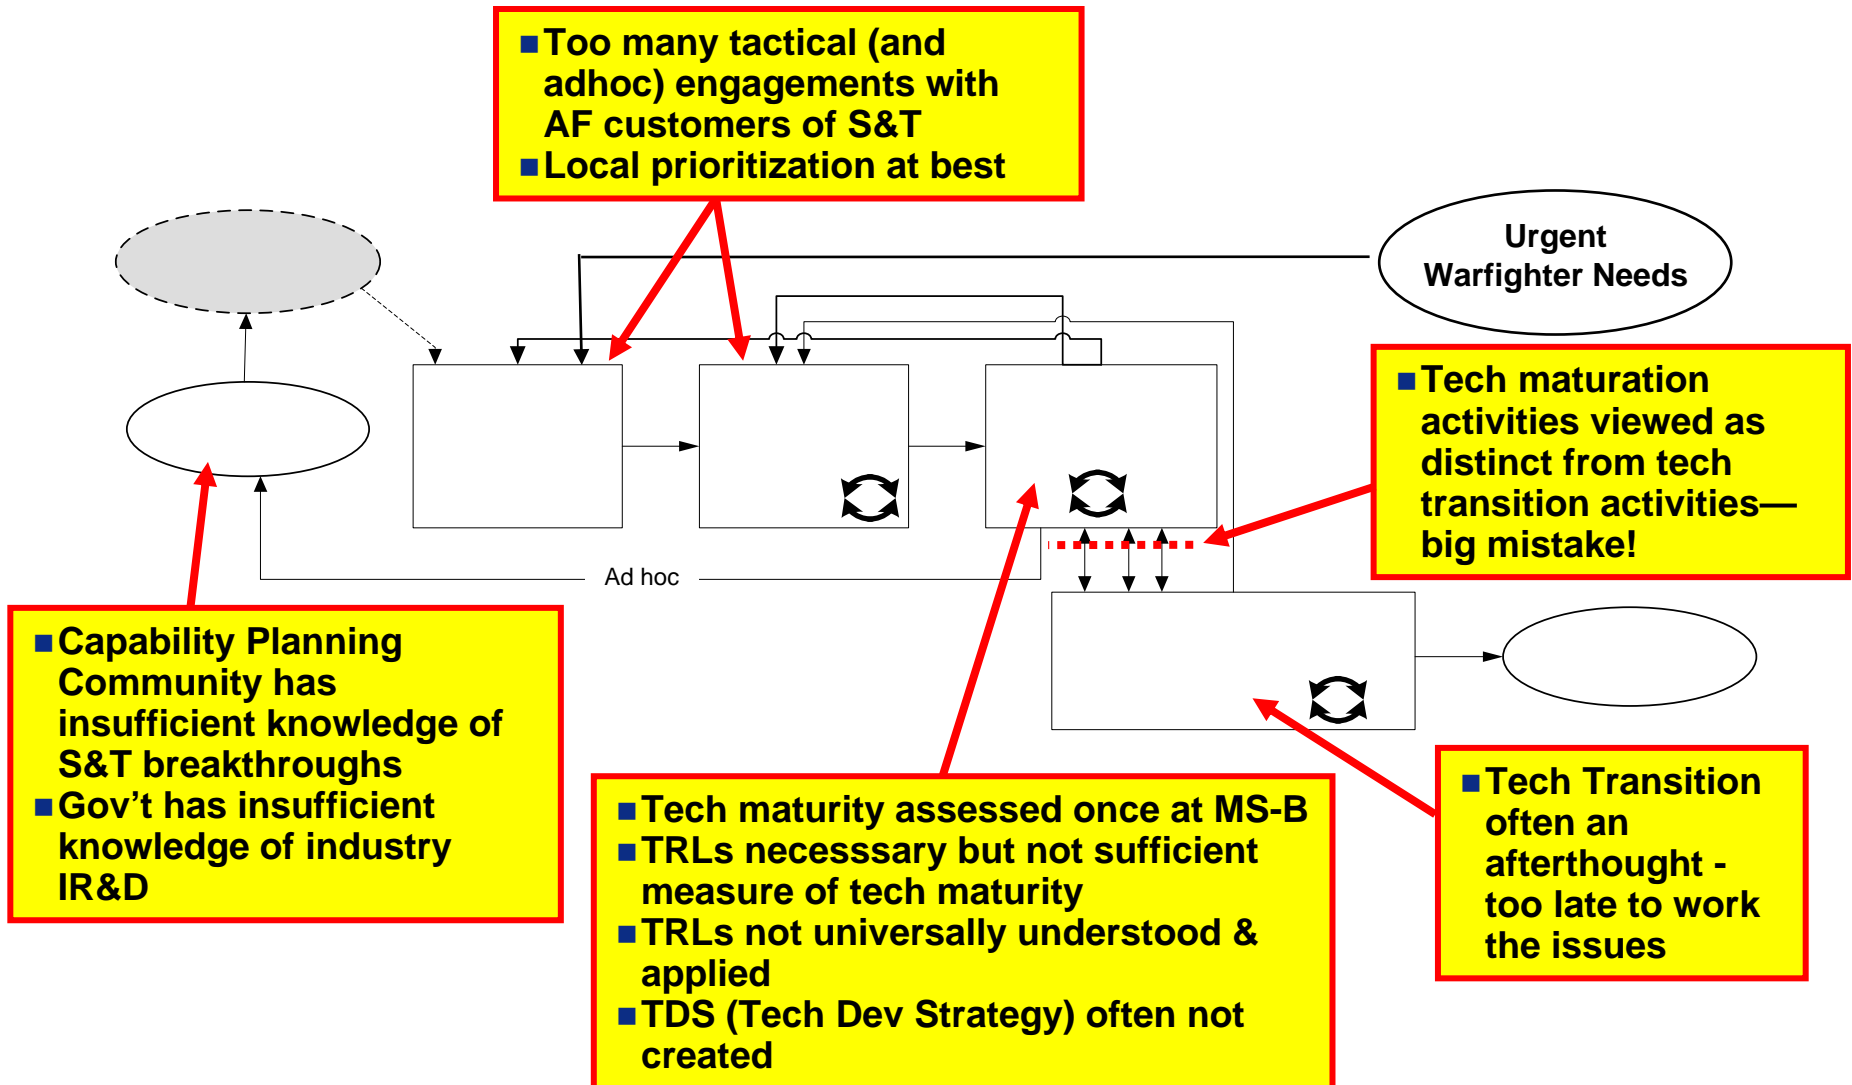 ■Too many tactical (and
adhoc) engagements with
AF customers of S&T
■Local prioritization at best
Urgent
Warfighter Needs
■Tech maturation
activities viewed as
distinct from tech
transition activities—
big mistake!
Ad hoc
■Capability Planning
Community has
insufficient knowledge of
S&T breakthroughs
■Gov’t has insufficient
knowledge of industry
IR&D
■Tech maturity assessed once at MS-B
■TRLs necesssary but not sufficient
measure of tech maturity
■TRLs not universally understood &
applied
■TDS (Tech Dev Strategy) often not
created
■Tech Transition
often an
afterthought -
too late to work
the issues